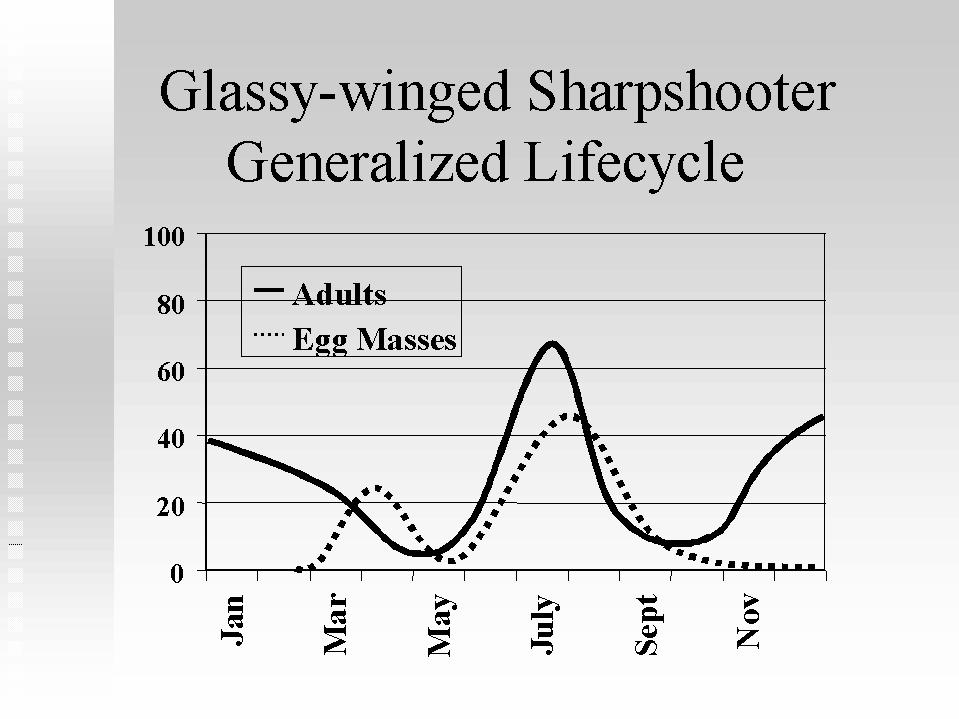 Glassy-winged Sharpshooter
Generalized Lifecycle
100
80
60
40
20
0
Adults
Egg Masses
Jan
Mar
May
July
Sept
Nov